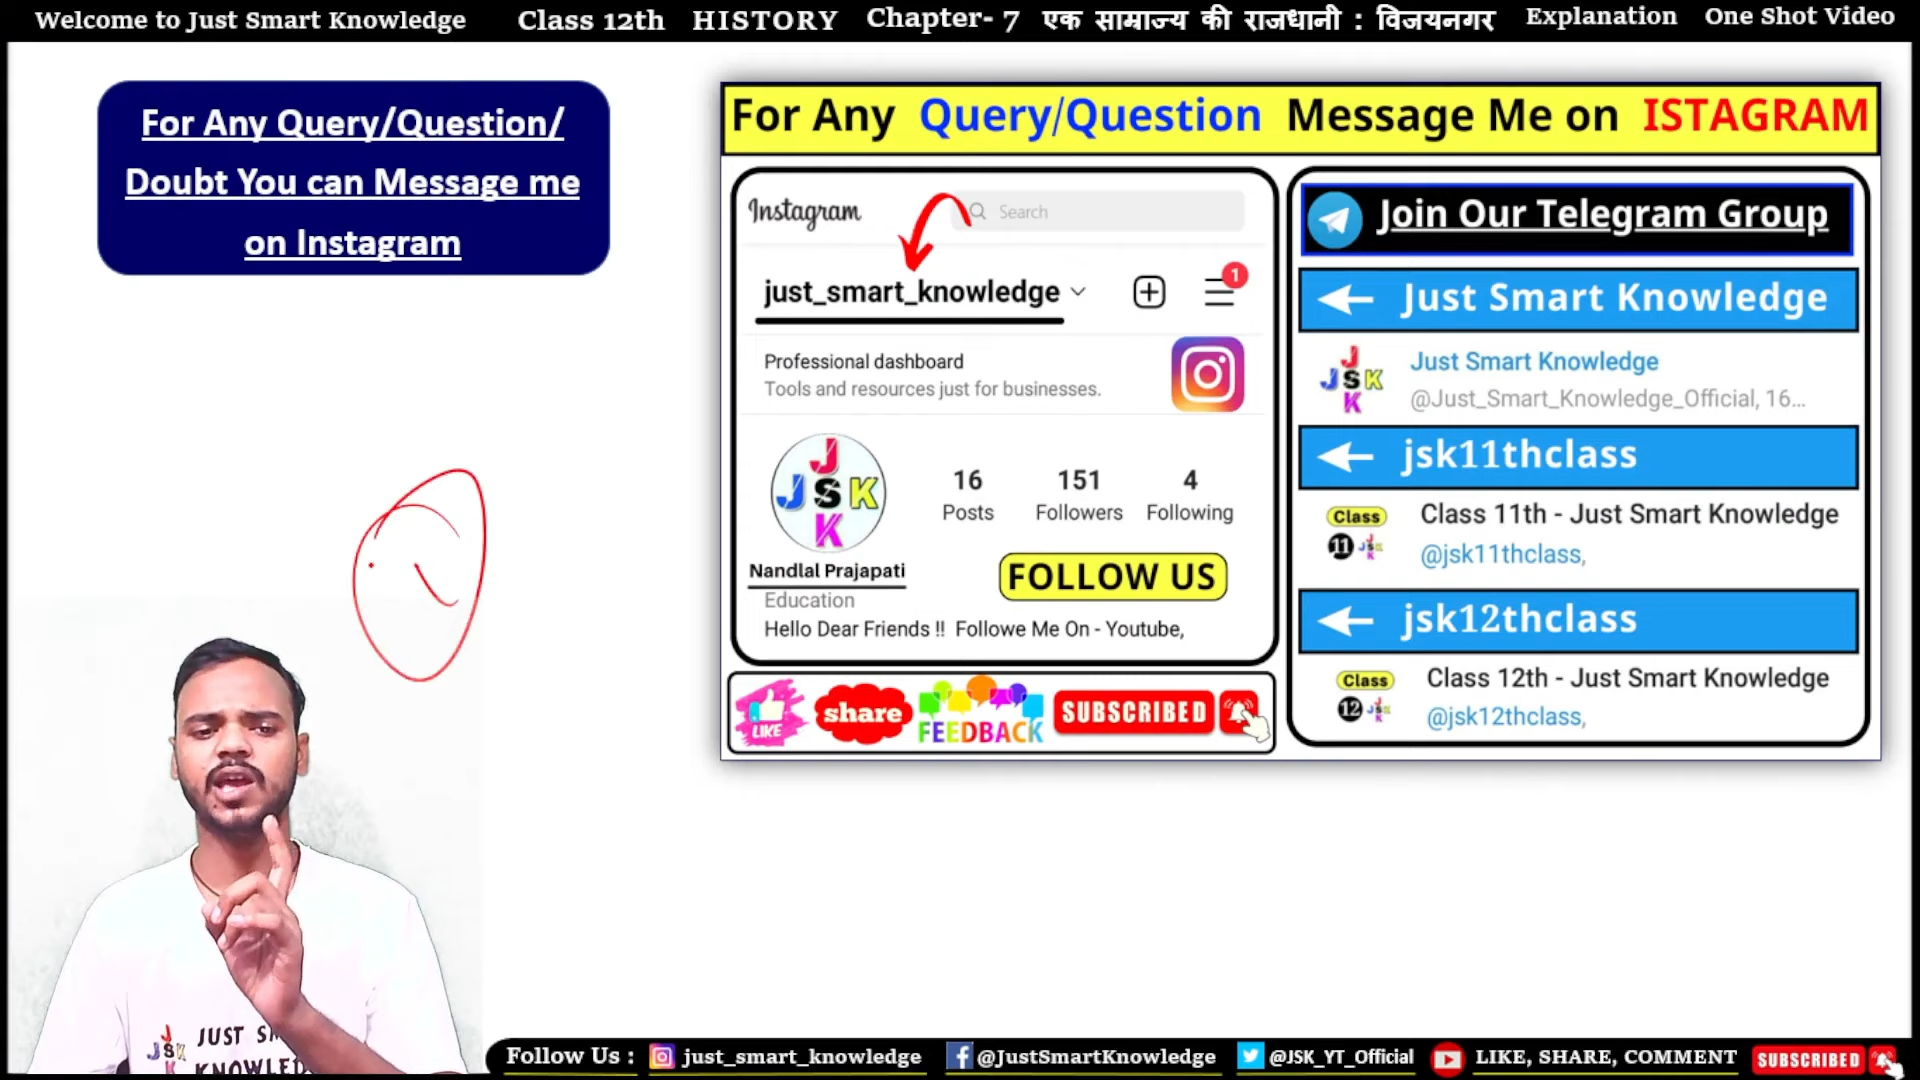 Welcome to Just Smart Knowledge Class 12th HISTORY Chapter- 7 एक साम्राज्य की राजधानी : विजयनगर Explanation One Shot Video
For Any Query/Question/
Doubt You can Message me
on Instagram
For Any Query/Question Message Me on ISTAGRAM
Instagram
Search
just_smart_knowledge
1
Professional dashboard
Tools and resources just for businesses.
J
J S K
K
16 151 4
Posts Followers Following
Nandlal Prajapati
FOLLOW US
Education
Hello Dear Friends !! Followe Me On - Youtube,
LIKE
share
FEEDBACK
SUBSCRIBED
Join Our Telegram Group
Just Smart Knowledge
J
J S K
K
Just Smart Knowledge
@Just_Smart_Knowledge_Official, 16...
jsk11thclass
Class
11
Class 11th - Just Smart Knowledge
@jsk11thclass,
jsk12thclass
Class
12
Class 12th - Just Smart Knowledge
@jsk12thclass,
J
J S K
K
JUST
KNOWLED
Follow Us : just_smart_knowledge @JustSmartKnowledge @JSK_YT_Official LIKE, SHARE, COMMENT SUBSCRIBED